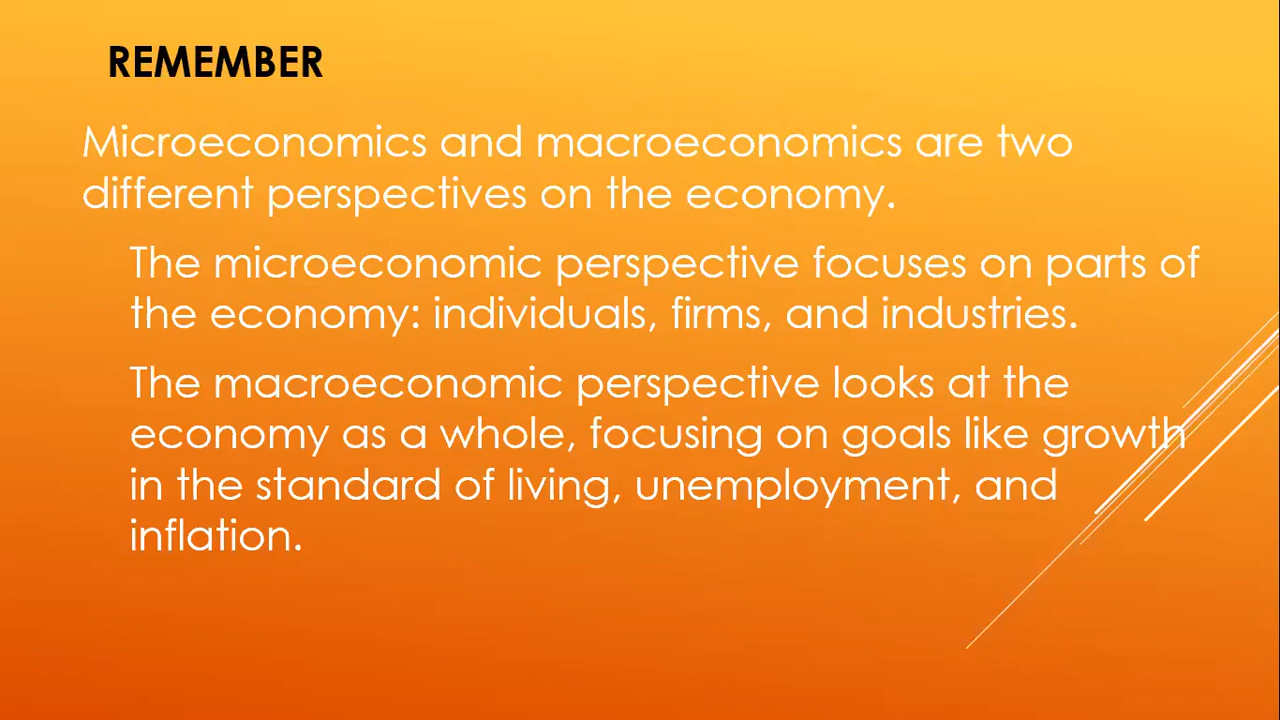 REMEMBER
Microeconomics and macroeconomics are two
different perspectives on the economy.
The microeconomic perspective focuses on parts of
the economy: individuals, firms, and industries.
The macroeconomic perspective looks at the
economy as a whole, focusing on goals like growth
in the standard of living, unemployment, and
inflation.